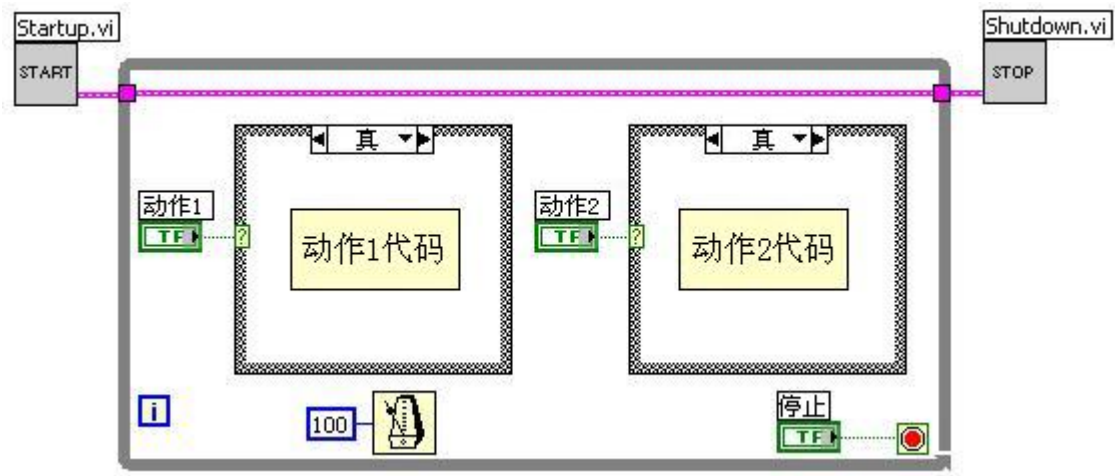 Startup.vi
START
Shutdown.vi
STOP
真
真
动作1
TF
?
动作1代码
动作2
TF
?
动作2代码
i
100
停止
TF